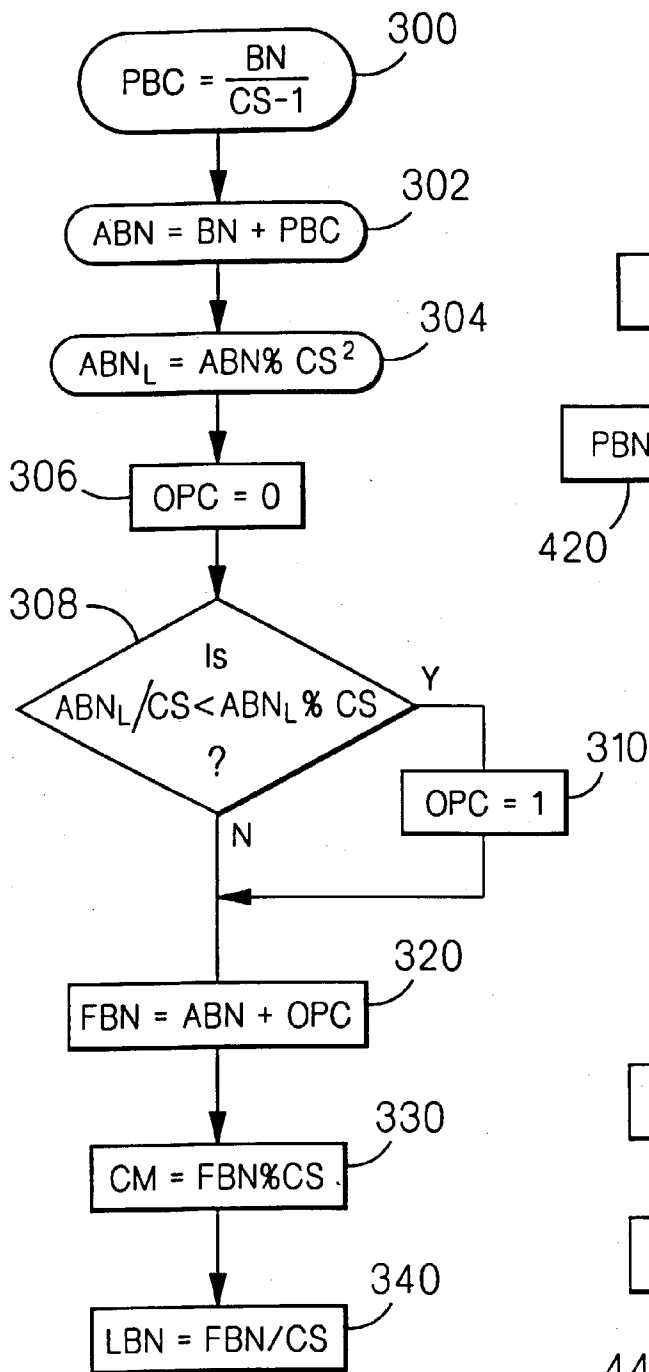 300
PBC = BN
CS-1
302
ABN = BN + PBC
304
ABN_L = ABN% CS²
306
OPC = 0
PBN
420
308
Is
ABN_L/CS<ABN_L% CS
?
Y
N
310
OPC = 1
320
FBN = ABN + OPC
330
CM = FBN%CS
340
LBN = FBN/CS